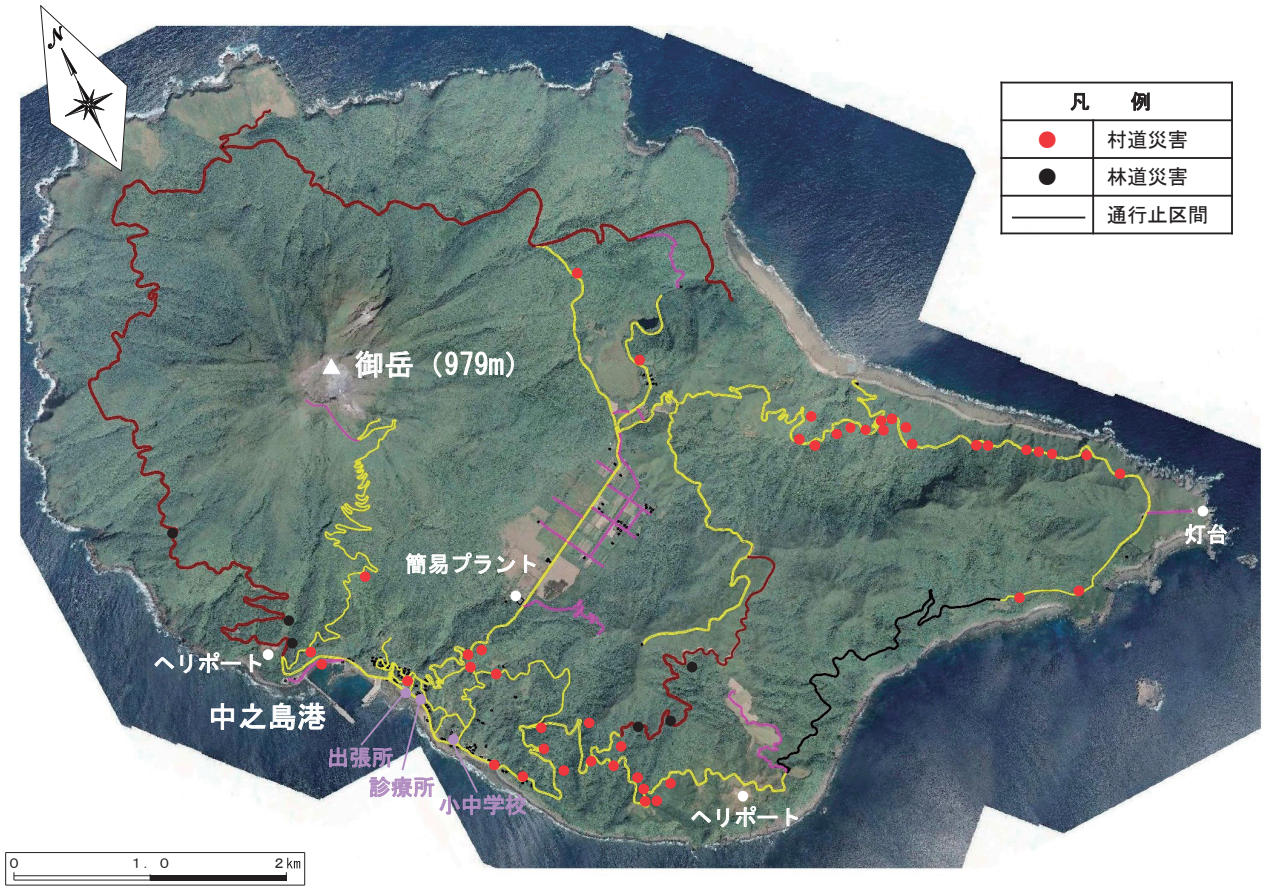 N
凡 例
村道災害
林道災害
通行止区間
御岳（979m）
灯台
簡易プラント
ヘリポート
中之島港
出張所
診療所
小中学校
ヘリポート
0 1.0 2km